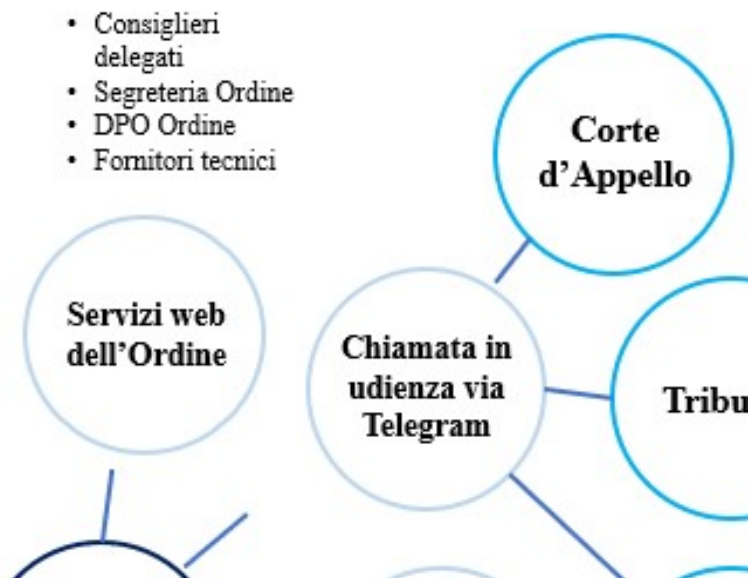 • Consiglieri
delegati
• Segreteria Ordine
• DPO Ordine
• Fornitori tecnici
Corte
d’Appello
Servizi web
dell’Ordine
Chiamata in
udienza via
Telegram
Tribu